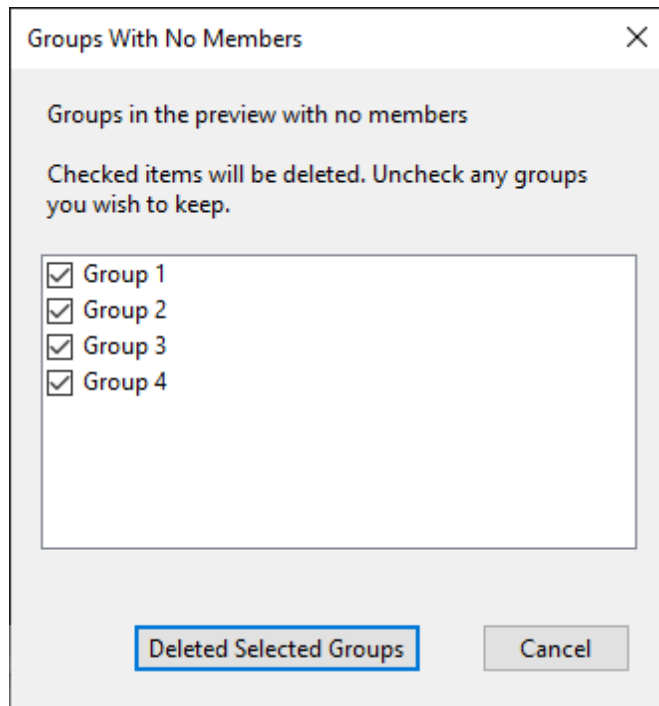 Groups With No Members
Groups in the preview with no members
Checked items will be deleted. Uncheck any groups
you wish to keep.
Group 1
Group 2
Group 3
Group 4
Deleted Selected Groups
Cancel